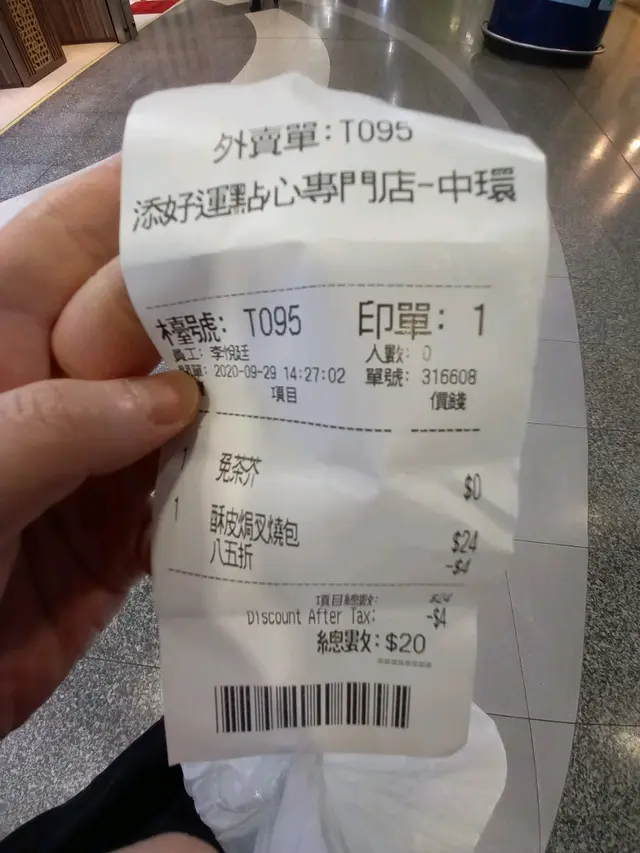 外賣單:T095
添好運點心專門店-中環
檯號: T095 印單: 1
員工: 李悅廷 人數: 0
開單: 2020-09-29 14:27:02 單號: 316608
項目 價錢
1 免茶芥 $0
1 酥皮焗叉燒包 $24
八五折 -$4
項目總數: $24
Discount After Tax: -$4
總數: $20